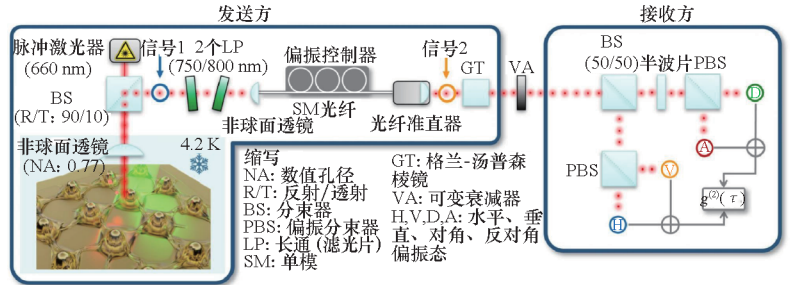 发送方
接收方
脉冲激光器
(660 nm)
信号1
2个LP
(750/800 nm)
偏振控制器
SM光纤
信号2
GT
VA
BS
(50/50)
半波片
PBS
BS
(R/T: 90/10)
非球面透镜
光纤准直器
D
A
非球面透镜
(NA: 0.77)
4.2 K
PBS
V
H
g(2)(τ)
缩写
NA: 数值孔径
R/T: 反射/透射
BS: 分束器
PBS: 偏振分束器
LP: 长通 (滤光片)
SM: 单模
GT: 格兰-汤普森
棱镜
VA: 可变衰减器
H,V,D,A: 水平、垂
直、对角、反对角
偏振态